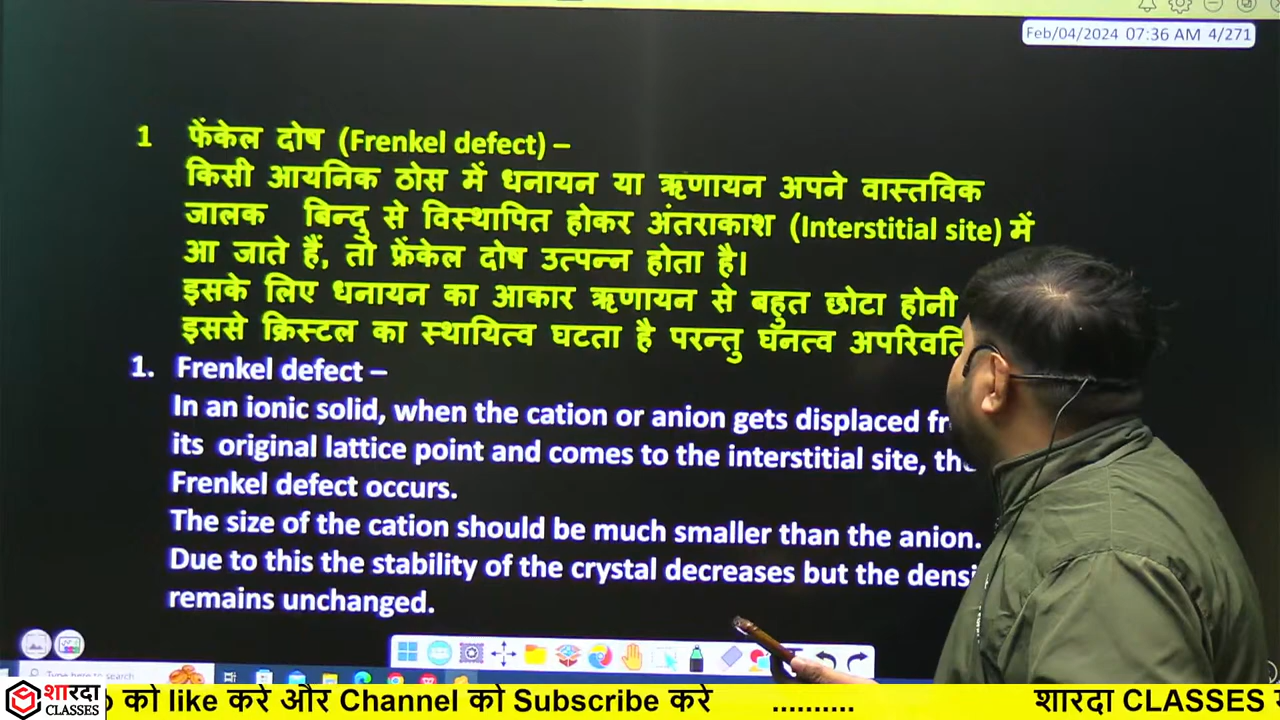 Feb/04/2024 07:36 AM 4/271
1 फेंकेल दोष (Frenkel defect) –
किसी आयनिक ठोस में धनायन या ऋणायन अपने वास्तविक
जालक बिन्दु से विस्थापित होकर अंतराकाश (Interstitial site) में
आ जाते हैं, तो फ्रेंकेल दोष उत्पन्न होता है।
इसके लिए धनायन का आकार ऋणायन से बहुत छोटा होनी
इससे क्रिस्टल का स्थायित्व घटता है परन्तु घनत्व
1. Frenkel defect –
In an ionic solid, when the cation or anion gets displaced
its original lattice point and comes to the interstitial site,
Frenkel defect occurs.
The size of the cation should be much smaller than the anion.
Due to this the stability of the crystal decreases but the
remains unchanged.
Type here to search
शारदा
CLASSES
को like करे और Channel को Subscribe करे .......... शारदा CLASSES